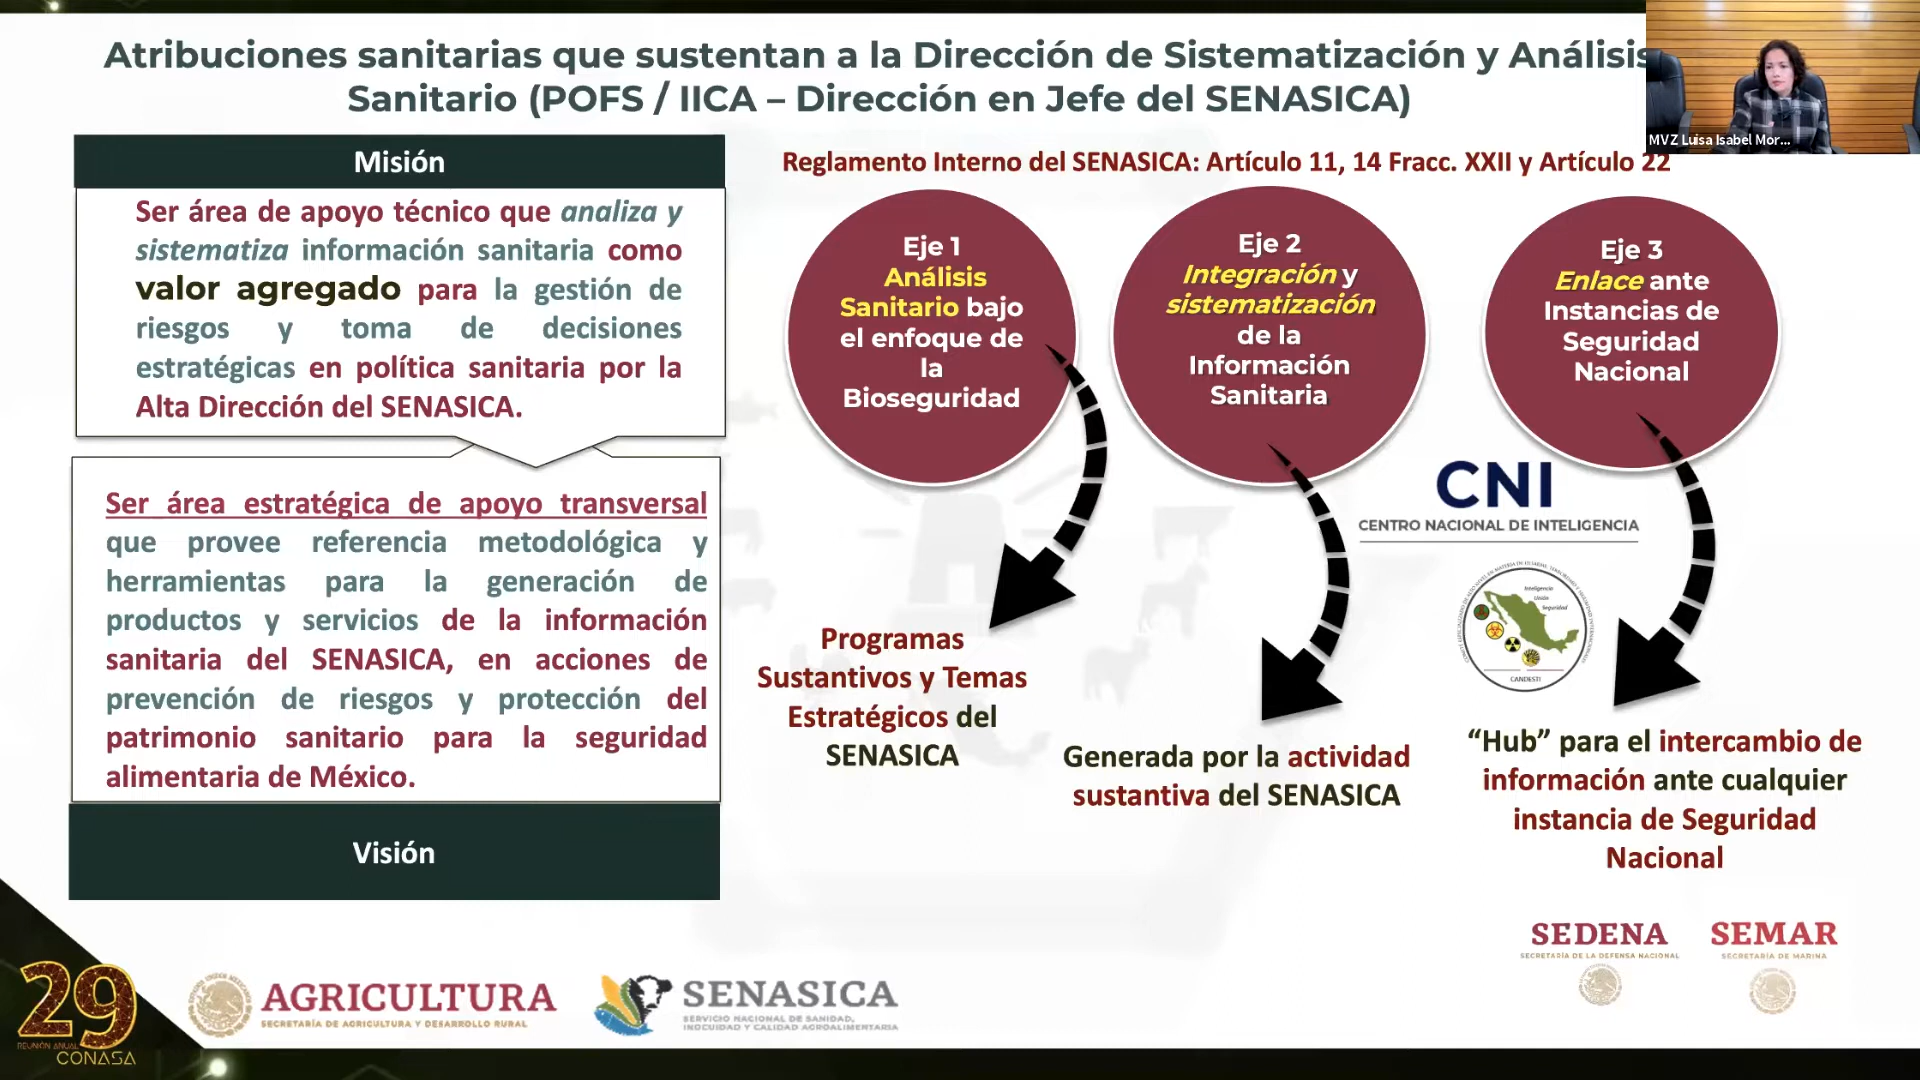 Atribuciones sanitarias que sustentan a la Dirección de Sistematización y Análisis
Sanitario (POFS / IICA – Dirección en Jefe del SENASICA)
MVZ Luisa Isabel Mor...
Misión
Ser área de apoyo técnico que analiza y
sistematiza información sanitaria como
valor agregado para la gestión de
riesgos y toma de decisiones
estratégicas en política sanitaria por la
Alta Dirección del SENASICA.
Ser área estratégica de apoyo transversal
que provee referencia metodológica y
herramientas para la generación de
productos y servicios de la información
sanitaria del SENASICA, en acciones de
prevención de riesgos y protección del
patrimonio sanitario para la seguridad
alimentaria de México.
Visión
Reglamento Interno del SENASICA: Artículo 11, 14 Fracc. XXII y Artículo 22
Eje 1
Análisis
Sanitario bajo
el enfoque de
la
Bioseguridad
Eje 2
Integración y
sistematización
de la
Información
Sanitaria
Eje 3
Enlace ante
Instancias de
Seguridad
Nacional
CNI
CENTRO NACIONAL DE INTELIGENCIA
Inteligencia
Unión
Seguridad
CANDESTI
Programas
Sustantivos y Temas
Estratégicos del
SENASICA
Generada por la actividad
sustantiva del SENASICA
“Hub” para el intercambio de
información ante cualquier
instancia de Seguridad
Nacional
SEDENA
SECRETARÍA DE LA DEFENSA NACIONAL
SEMAR
SECRETARÍA DE MARINA
29
REUNIÓN ANUAL
CONASA
AGRICULTURA
SECRETARÍA DE AGRICULTURA Y DESARROLLO RURAL
SENASICA
SERVICIO NACIONAL DE SANIDAD,
INOCUIDAD Y CALIDAD AGROALIMENTARIA